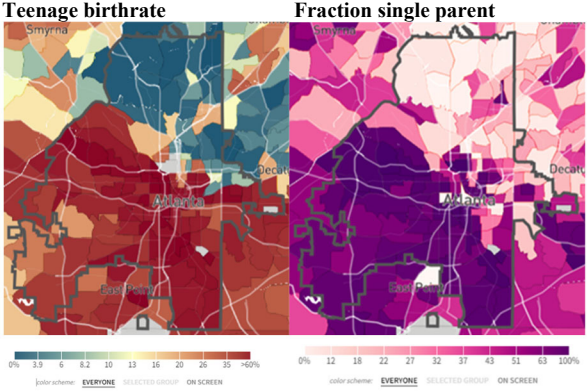 Teenage birthrate
Fraction single parent
Smyrna
Smyrna
Decatu
Decatu
Atlanta
Atlanta
East Point
East Point
0% 3.9 6 8.2 10 13 16 20 26 35 >60%
0% 12 18 22 27 32 37 43 51 63 100%
color scheme: EVERYONE SELECTED GROUP ON SCREEN
color scheme: EVERYONE SELECTED GROUP ON SCREEN